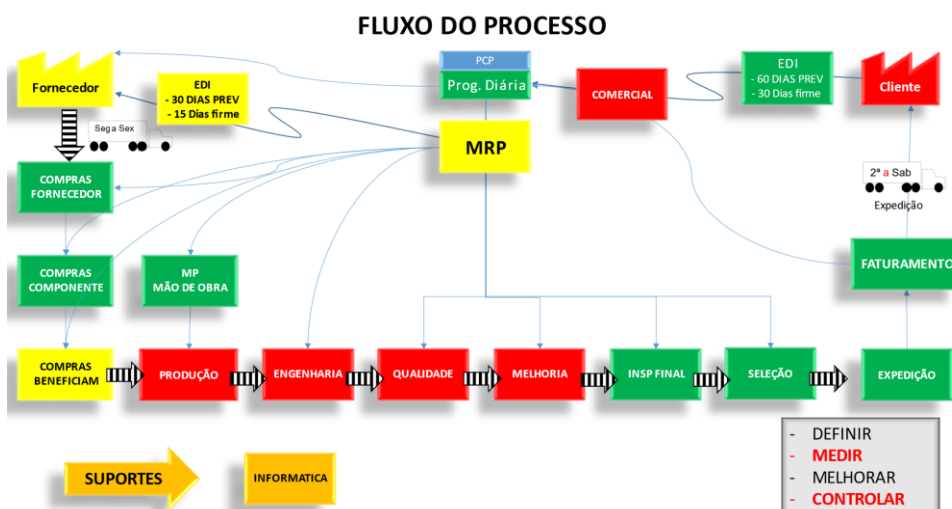 FLUXO DO PROCESSO
Fornecedor
EDI
- 30 DIAS PREV
- 15 Dias firme
PCP
Prog. Diária
COMERCIAL
EDI
- 60 DIAS PREV
- 30 Dias firme
Cliente
Seg a Sex
MRP
2ª a Sab
Expedição
COMPRAS
FORNECEDOR
COMPRAS
COMPONENTE
MP
MÃO DE OBRA
FATURAMENTO
COMPRAS
BENEFICIAM
PRODUÇÃO
ENGENHARIA
QUALIDADE
MELHORIA
INSP FINAL
SELEÇÃO
EXPEDIÇÃO
SUPORTES
INFORMATICA
- DEFINIR
- MEDIR
- MELHORAR
- CONTROLAR